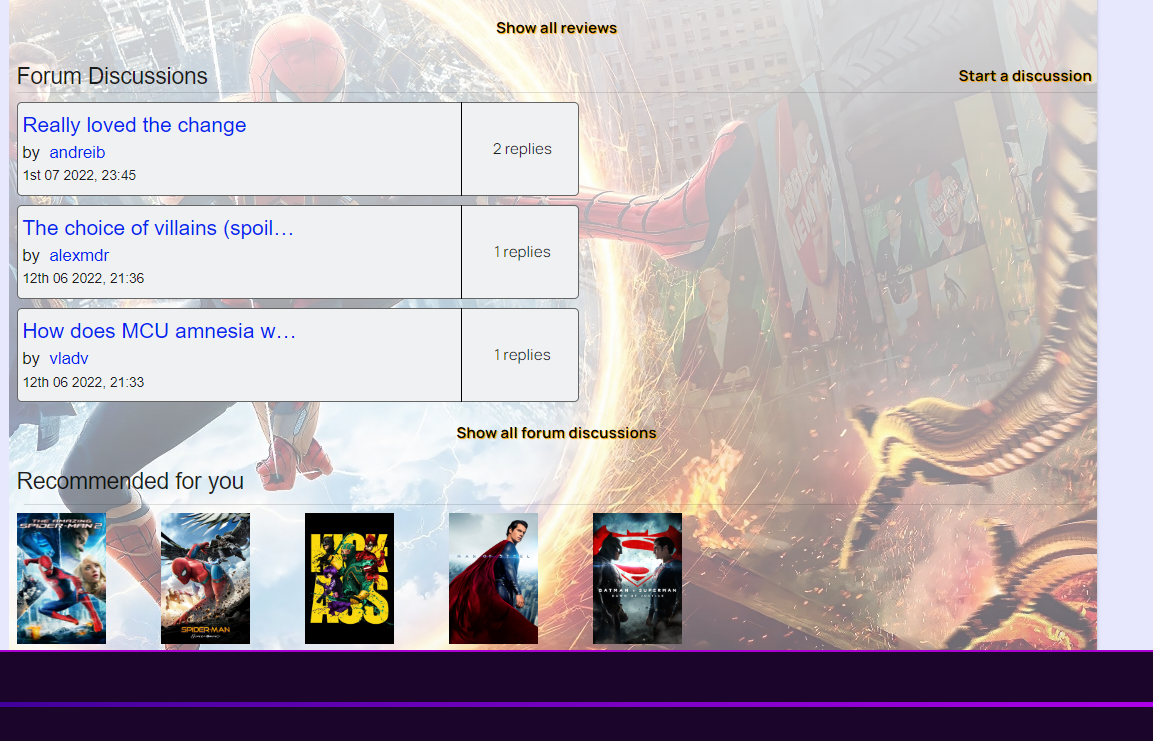 Show all reviews
Forum Discussions
Start a discussion
Really loved the change
by andreib
1st 07 2022, 23:45
2 replies
The choice of villains (spoil…
by alexmdr
12th 06 2022, 21:36
1 replies
How does MCU amnesia w…
by vladv
12th 06 2022, 21:33
1 replies
Show all forum discussions
Recommended for you
THE AMAZING
SPIDER-MAN 2
SPIDER-MAN
KICK
ASS
MAN OF STEEL
BATMAN v SUPERMAN
DAWN OF JUSTICE